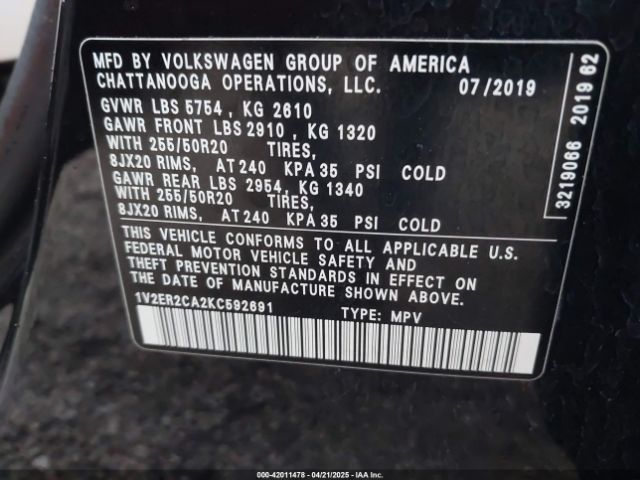 MFD BY VOLKSWAGEN GROUP OF AMERICA
CHATTANOOGA OPERATIONS, LLC. 07/2019
GVWR LBS 5754 , KG 2610
GAWR FRONT LBS 2910 , KG 1320
WITH 255/50R20 TIRES,
8JX20 RIMS, AT 240 KPA 35 PSI COLD
GAWR REAR LBS 2954, KG 1340
WITH 255/50R20 TIRES,
8JX20 RIMS, AT 240 KPA 35 PSI COLD
THIS VEHICLE CONFORMS TO ALL APPLICABLE U.S.
FEDERAL MOTOR VEHICLE SAFETY AND
THEFT PREVENTION STANDARDS IN EFFECT ON
THE DATE OF MANUFACTURE SHOWN ABOVE.
1V2ER2CA2KC592691 TYPE: MPV
3219066 2019 62
000-42011478 - 04/21/2025 - IAAI.com